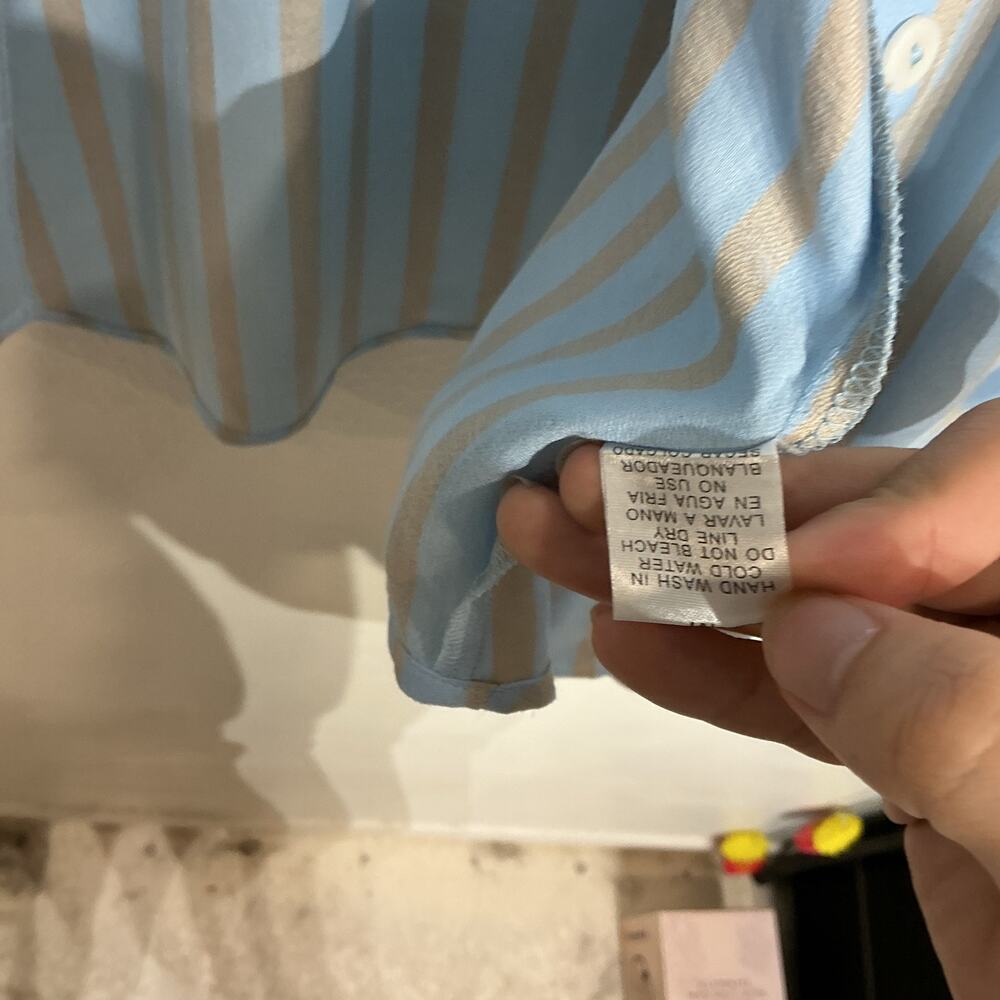 HAND WASH IN
COLD WATER
DO NOT BLEACH
LINE DRY
LAVAR A MANO
EN AGUA FRIA
NO USE
BLANQUEADOR
SECAR COLGADO